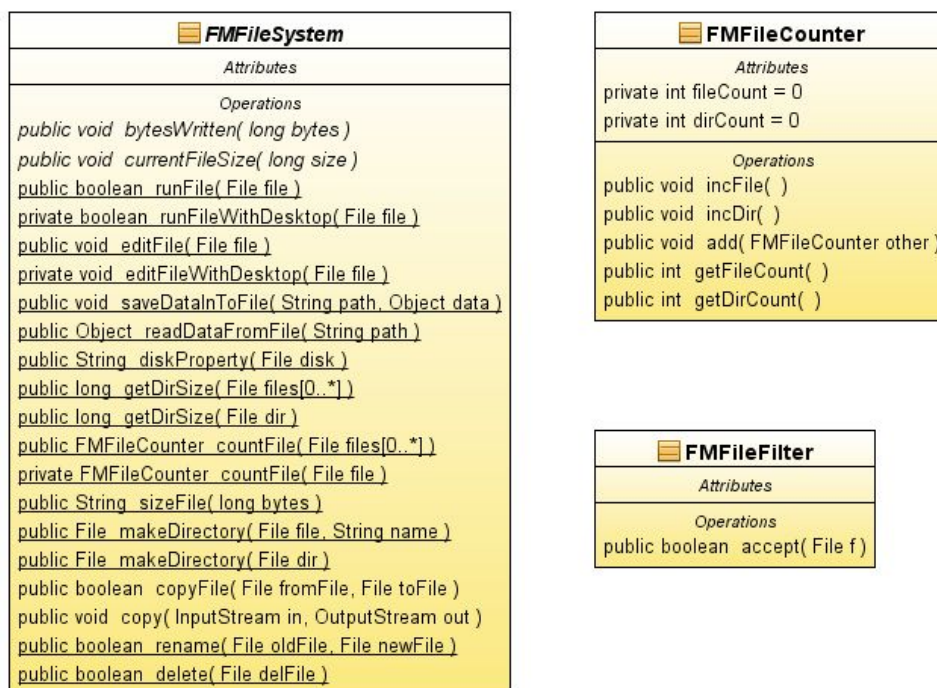 FMFileSystem
Attributes
Operations
public void bytesWritten( long bytes )
public void currentFileSize( long size )
public boolean runFile( File file )
private boolean runFileWithDesktop( File file )
public void editFile( File file )
private void editFileWithDesktop( File file )
public void saveDataInToFile( String path, Object data )
public Object readDataFromFile( String path )
public String diskProperty( File disk )
public long getDirSize( File files[0..*] )
public long getDirSize( File dir )
public FMFileCounter countFile( File files[0..*] )
private FMFileCounter countFile( File file )
public String sizeFile( long bytes )
public File makeDirectory( File file, String name )
public File makeDirectory( File dir )
public boolean copyFile( File fromFile, File toFile )
public void copy( InputStream in, OutputStream out )
public boolean rename( File oldFile, File newFile )
public boolean delete( File delFile )
FMFileCounter
Attributes
private int fileCount = 0
private int dirCount = 0
Operations
public void incFile( )
public void incDir( )
public void add( FMFileCounter other )
public int getFileCount( )
public int getDirCount( )
FMFileFilter
Attributes
Operations
public boolean accept( File f )